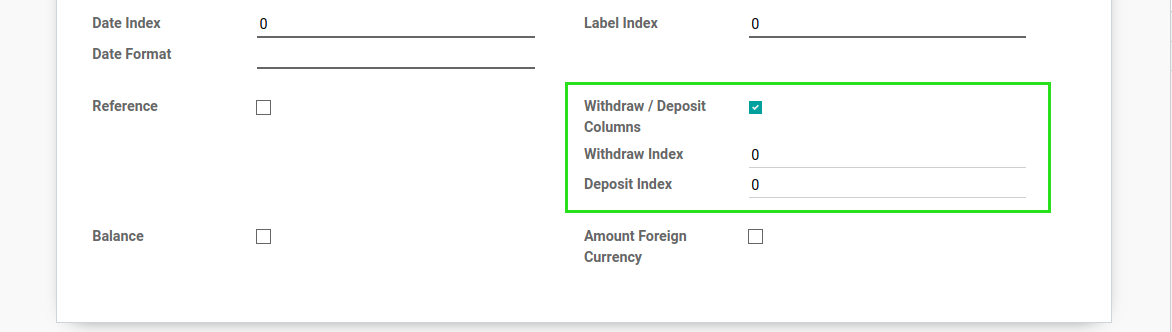 Date Index 0 Label Index 0
Date Format
Reference Withdraw / Deposit
Columns
Withdraw Index 0
Deposit Index 0
Balance Amount Foreign
Currency